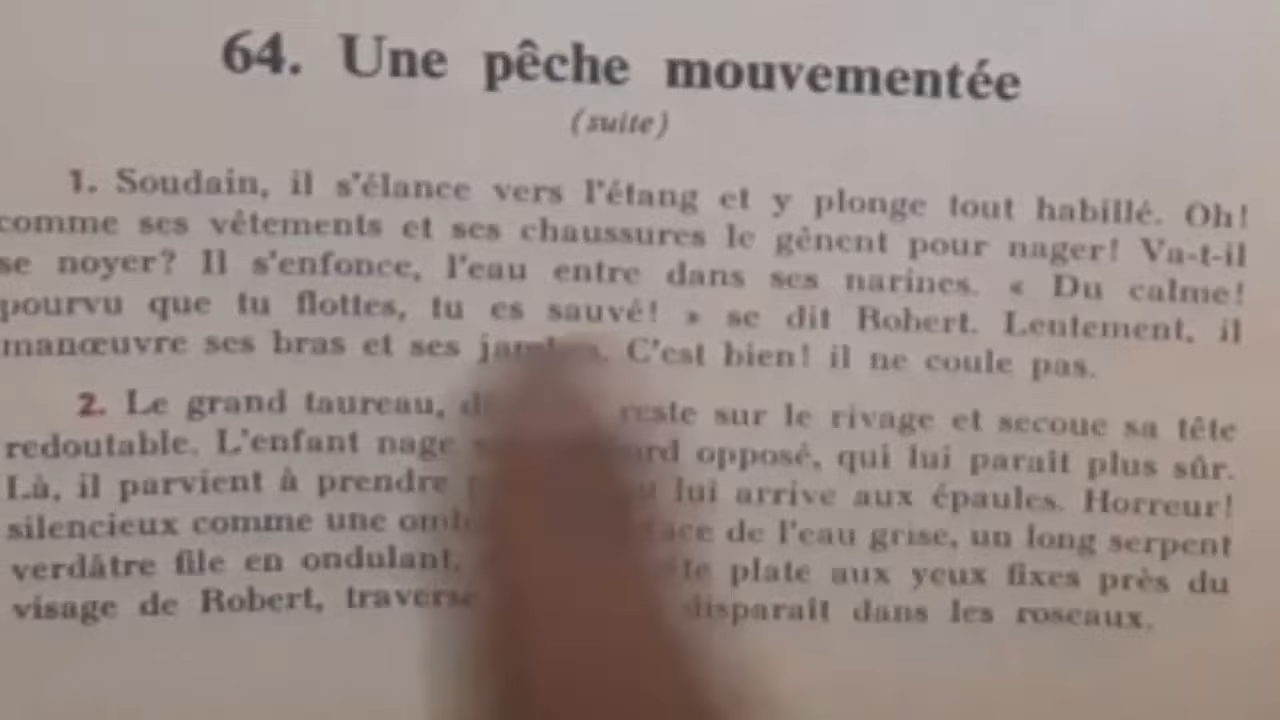 64. Une pêche mouvementée
(suite)
1. Soudain, il s'élance vers l'étang et y plonge tout habillé. Oh!
comme ses vêtements et ses chaussures le gênent pour nager! Va-t-il
se noyer? Il s'enfonce, l'eau entre dans ses narines. « Du calme!
pourvu que tu flottes, tu es sauvé! » se dit Robert. Lentement, il
manœuvre ses bras et ses jambes. C'est bien! il ne coule pas.
2. Le grand taureau, reste sur le rivage et secoue sa tête
redoutable. L'enfant nage opposé, qui lui paraît plus sûr.
Là, il parvient à prendre lui arrive aux épaules. Horreur!
silencieux comme une de l'eau grise, un long serpent
verdâtre file en ondulant, plate aux yeux fixes près du
visage de Robert, disparaît dans les roseaux.